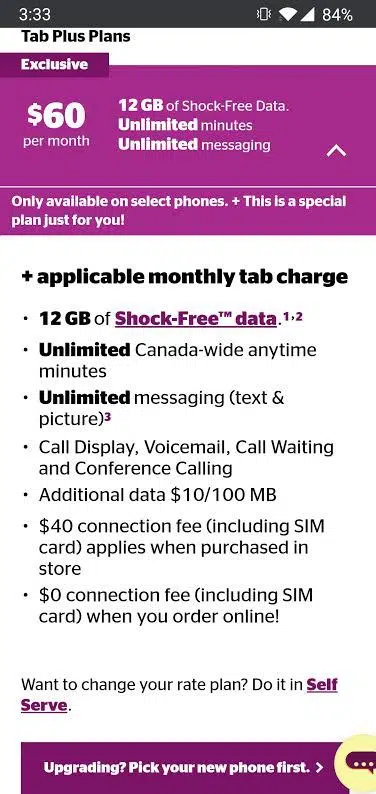 3:33
84%
Tab Plus Plans
Exclusive
$60
per month
12 GB of Shock-Free Data.
Unlimited minutes
Unlimited messaging
Only available on select phones. + This is a special
plan just for you!
+ applicable monthly tab charge
• 12 GB of Shock-Free™ data.1,2
• Unlimited Canada-wide anytime
minutes
• Unlimited messaging (text &
picture)3
• Call Display, Voicemail, Call Waiting
and Conference Calling
• Additional data $10/100 MB
• $40 connection fee (including SIM
card) applies when purchased in
store
• $0 connection fee (including SIM
card) when you order online!
Want to change your rate plan? Do it in Self
Serve.
Upgrading? Pick your new phone first. >